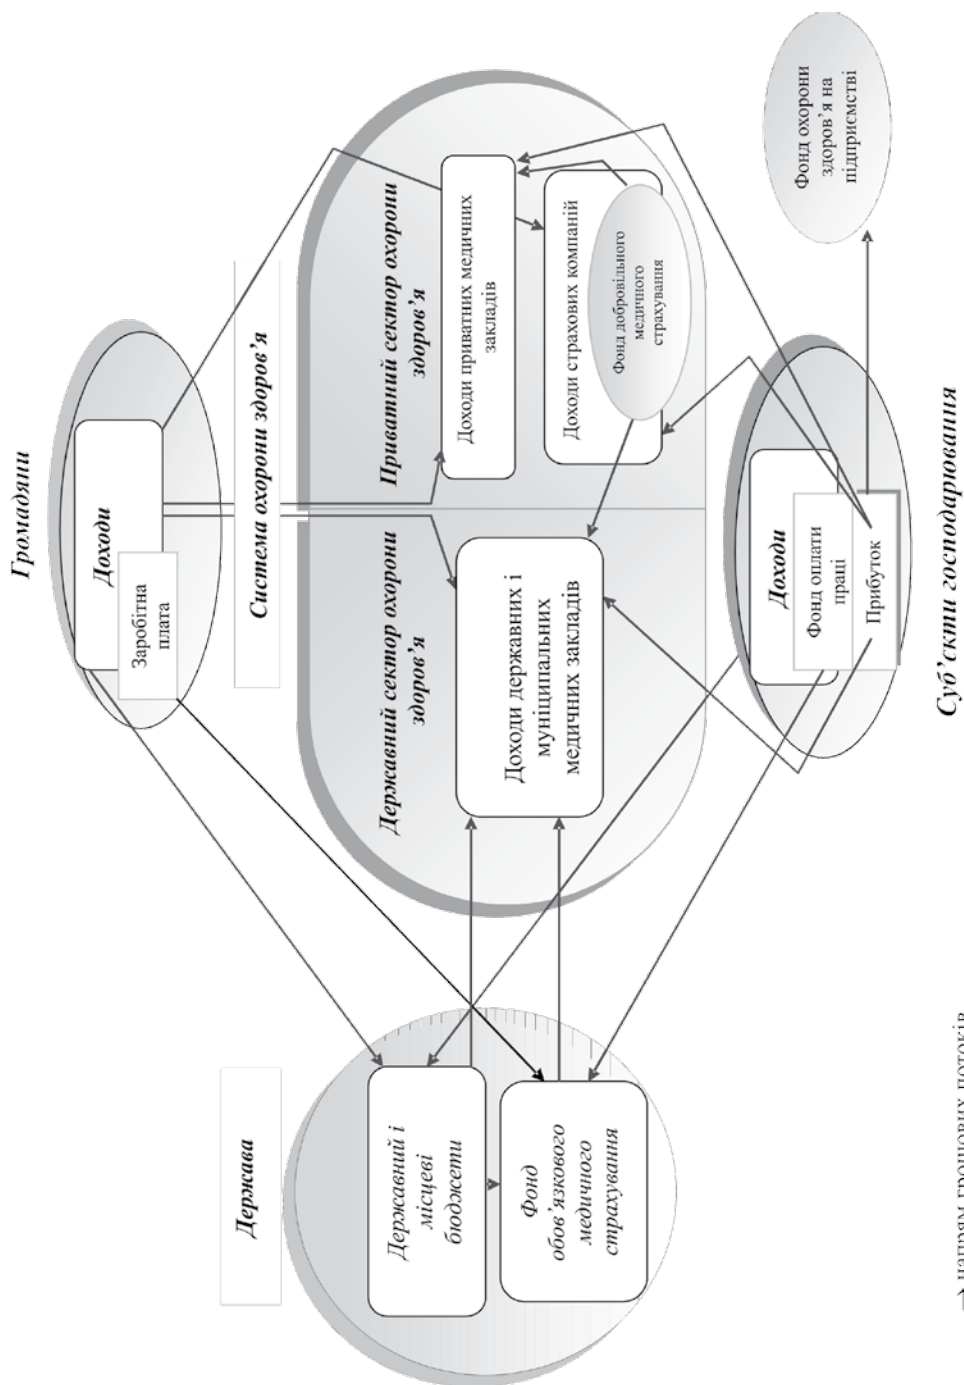 Громадяни
Доходи
Заробітна
плата
Система охорони здоров’я
Держава
Державний і
місцеві
бюджети
Фонд
обов’язкового
медичного
страхування
Державний сектор охорони
здоров’я
Доходи державних і
муніципальних
медичних закладів
Приватний сектор охорони
здоров’я
Доходи приватних медичних
закладів
Доходи страхових компаній
Фонд добровільного
медичного
страхування
Доходи
Фонд оплати
праці
Прибуток
Суб’єкти господарювання
Фонд охорони
здоров’я на
підприємстві
→ напрям грошових потоків